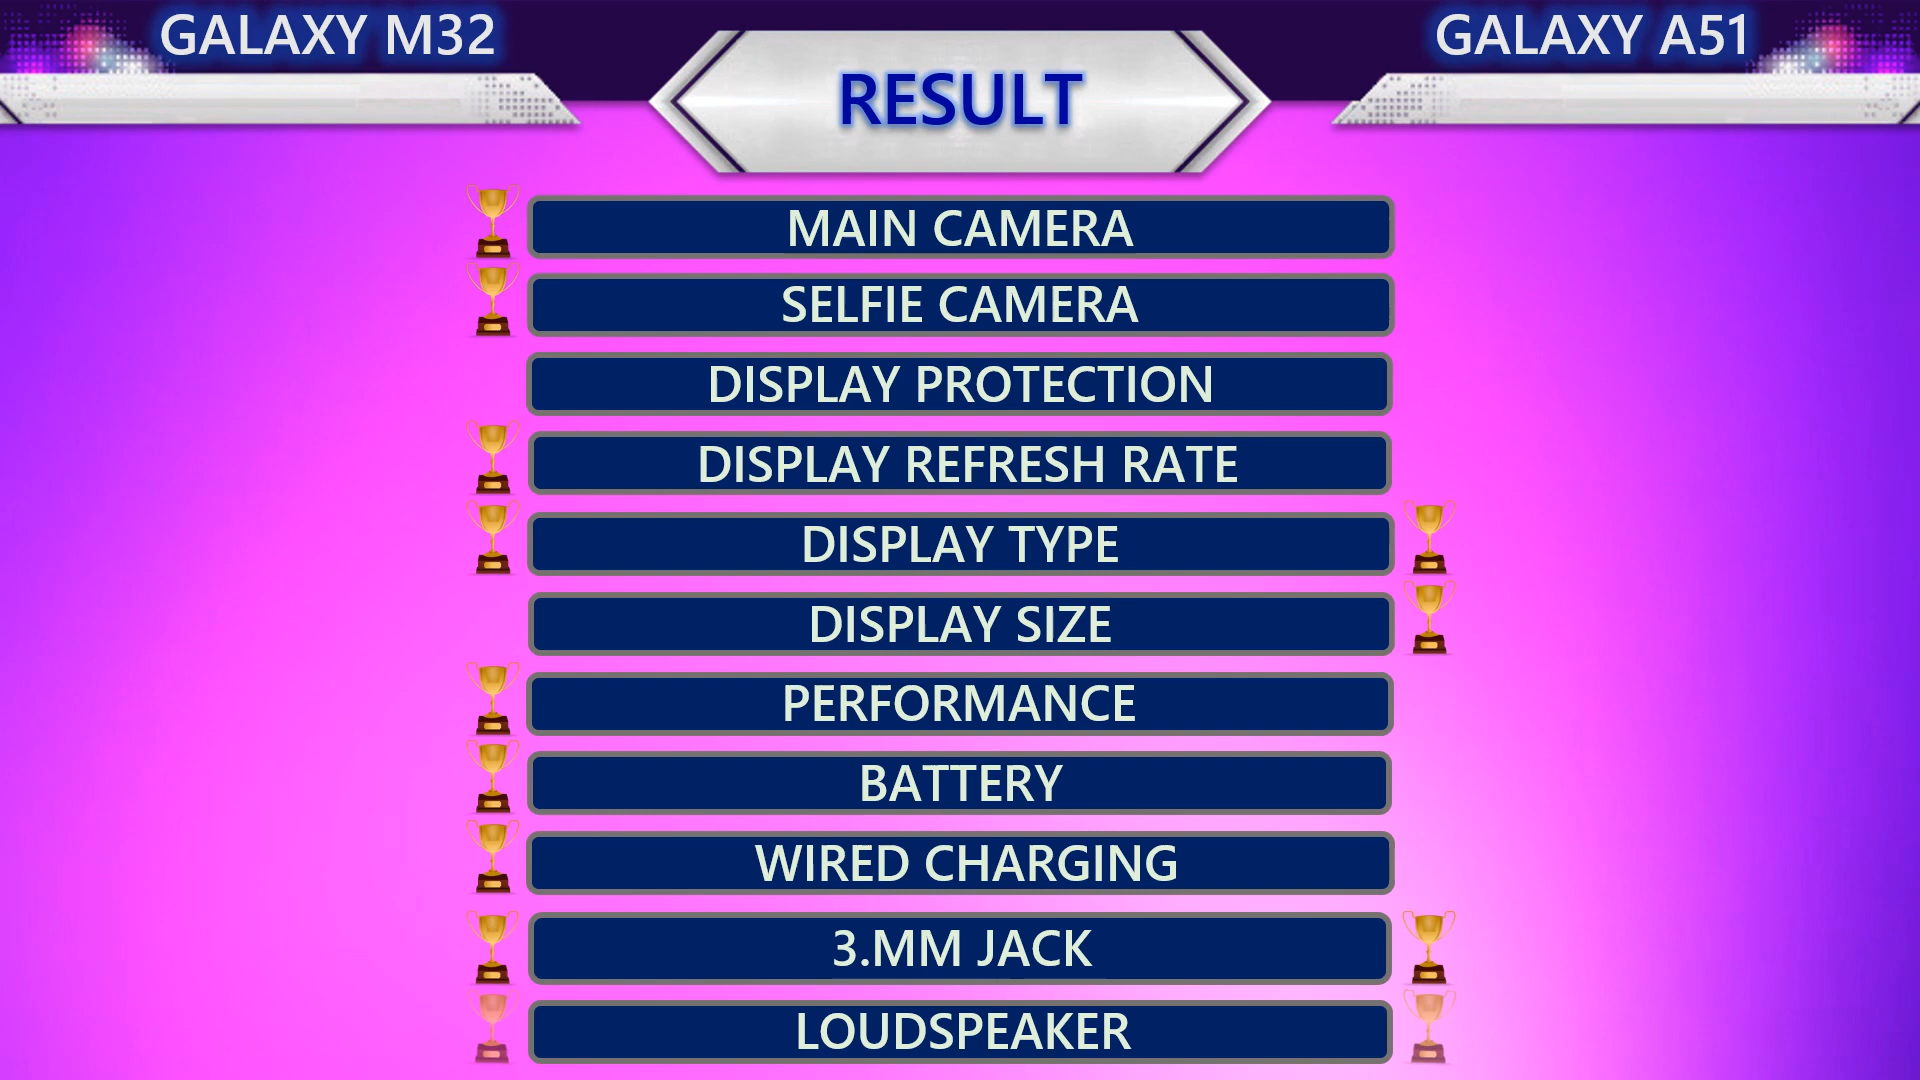 GALAXY M32
RESULT
GALAXY A51
MAIN CAMERA
SELFIE CAMERA
DISPLAY PROTECTION
DISPLAY REFRESH RATE
DISPLAY TYPE
DISPLAY SIZE
PERFORMANCE
BATTERY
WIRED CHARGING
3.MM JACK
LOUDSPEAKER